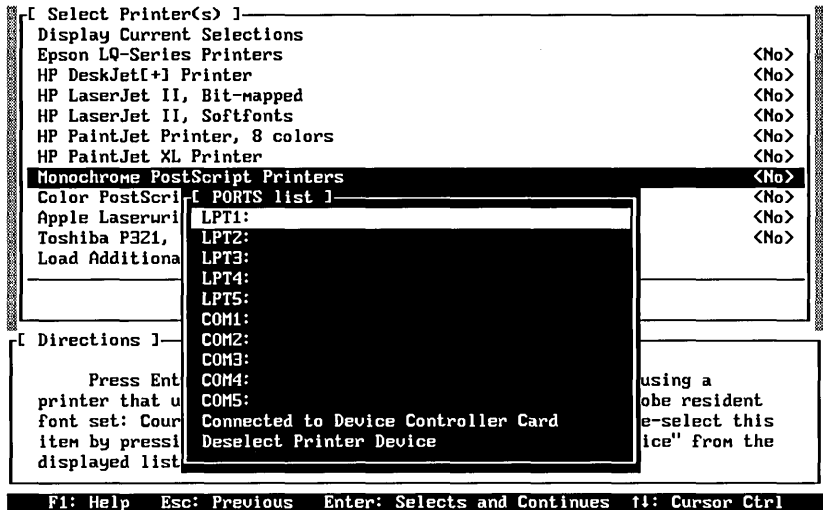 [ Select Printer(s) ]
Display Current Selections
Epson LQ-Series Printers <No>
HP DeskJet[+] Printer <No>
HP LaserJet II, Bit-mapped <No>
HP LaserJet II, Softfonts <No>
HP PaintJet Printer, 8 colors <No>
HP PaintJet XL Printer <No>
Monochrome PostScript Printers <No>
Color PostScri <No>
Apple Laserwri <No>
Toshiba P321, <No>
Load Additiona
[ PORTS list ]
LPT1:
LPT2:
LPT3:
LPT4:
LPT5:
COM1:
COM2:
COM3:
COM4:
COM5:
Connected to Device Controller Card
Deselect Printer Device
[ Directions ]
Press Ent using a
printer that u obe resident
font set: Cour e-select this
item by pressi ice" from the
displayed list
F1: Help Esc: Previous Enter: Selects and Continues ↑↓: Cursor Ctrl